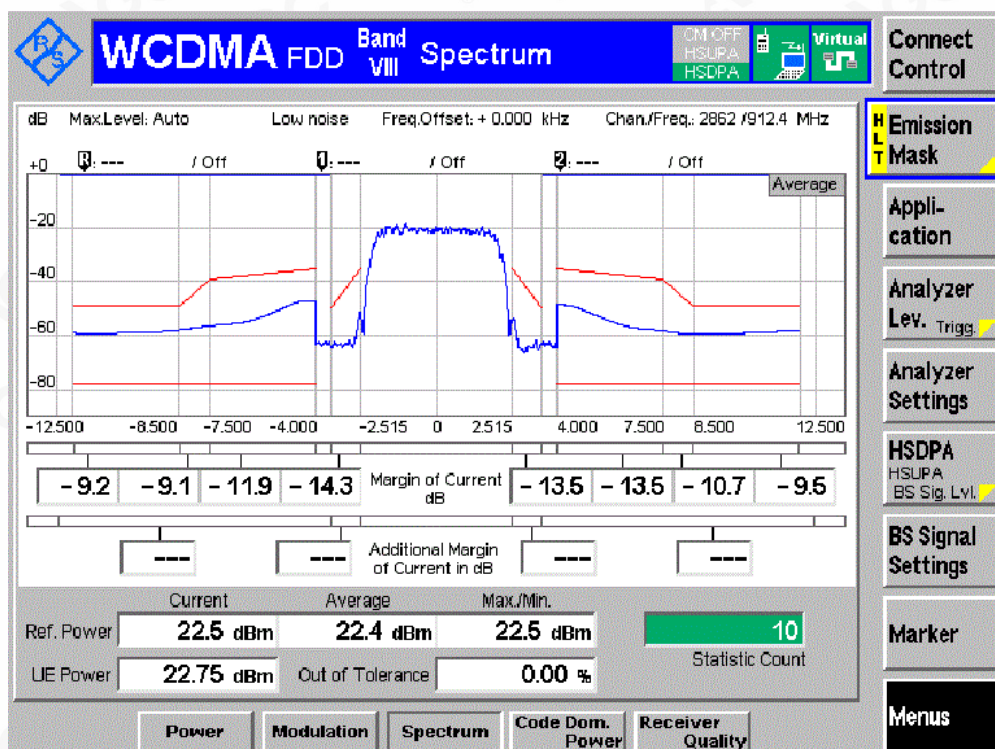 R&S WCDMA FDD Band VIII Spectrum CM OFF HSUPA HSDPA Virtual
Connect Control
dB Max.Level: Auto Low noise Freq.Offset: + 0.000 kHz Chan./Freq.: 2862 /912.4 MHz
HLT Emission Mask
R: --- / Off 1: --- / Off 2: --- / Off
Average
+0
-20
-40
-60
-80
-12.500 -8.500 -7.500 -4.000 -2.515 0 2.515 4.000 7.500 8.500 12.500
Appli-
cation
Analyzer
Lev. Trigg.
Analyzer
Settings
HSDPA
HSUPA
BS Sig. Lvl.
BS Signal
Settings
Marker
Menus
- 9.2 - 9.1 - 11.9 - 14.3 Margin of Current dB - 13.5 - 13.5 - 10.7 - 9.5
--- --- Additional Margin of Current in dB --- ---
Current Average Max./Min.
Ref. Power 22.5 dBm 22.4 dBm 22.5 dBm 10
Statistic Count
UE Power 22.75 dBm Out of Tolerance 0.00 %
Power Modulation Spectrum Code Dom. Power Receiver Quality